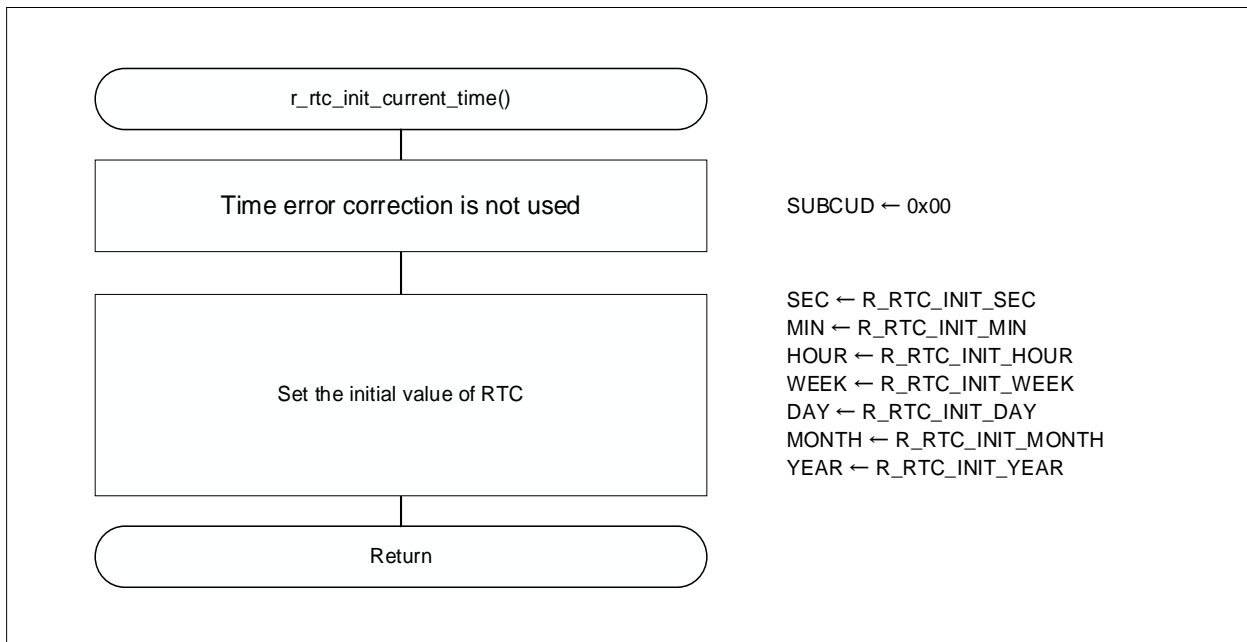 r_rtc_init_current_time()
Time error correction is not used
SUBCUD ← 0x00
Set the initial value of RTC
SEC ← R_RTC_INIT_SEC
MIN ← R_RTC_INIT_MIN
HOUR ← R_RTC_INIT_HOUR
WEEK ← R_RTC_INIT_WEEK
DAY ← R_RTC_INIT_DAY
MONTH ← R_RTC_INIT_MONTH
YEAR ← R_RTC_INIT_YEAR
Return